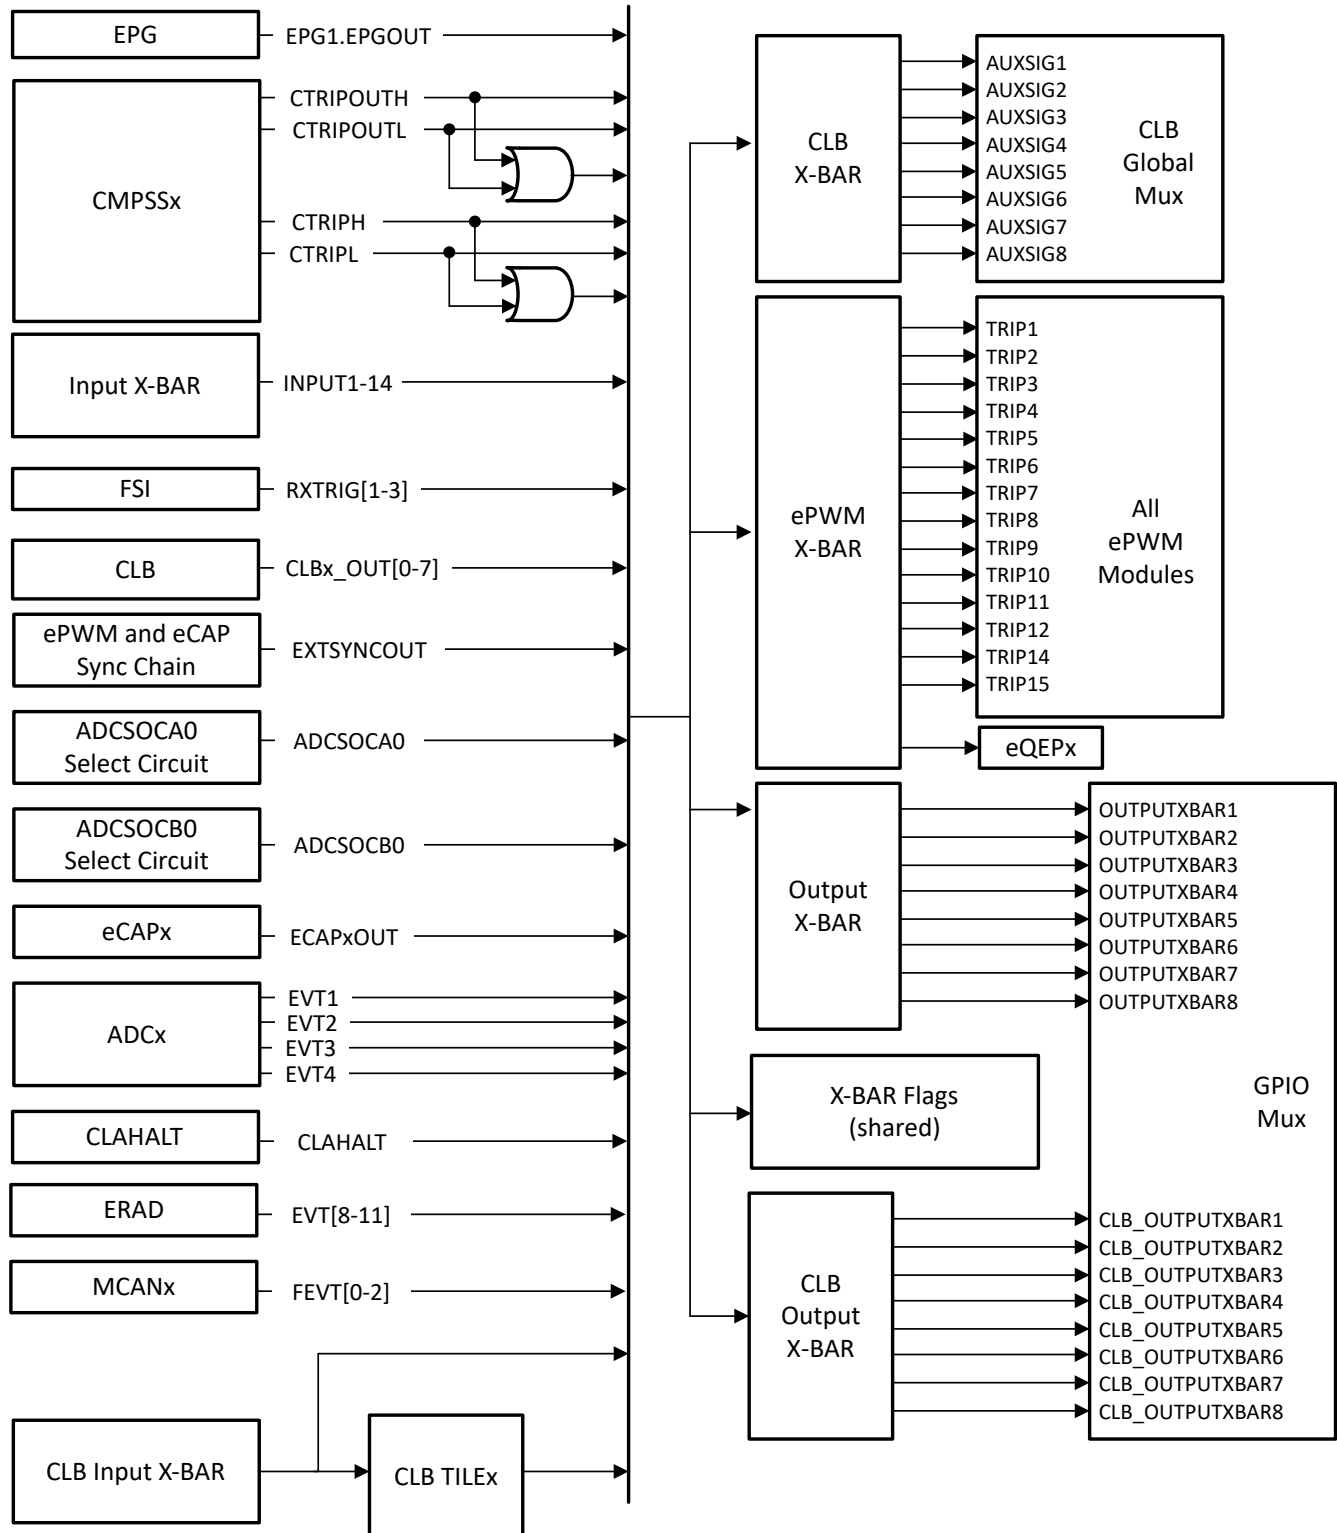 EPG
EPG1.EPGOUT
CMPSSx
CTRIPOUTH
CTRIPOUTL
CTRIPH
CTRIPL
Input X-BAR
INPUT1-14
FSI
RXTRIG[1-3]
CLB
CLBx_OUT[0-7]
ePWM and eCAP
Sync Chain
EXTSYNCOUT
ADCSOCA0
Select Circuit
ADCSOCA0
ADCSOCB0
Select Circuit
ADCSOCB0
eCAPx
ECAPxOUT
ADCx
EVT1
EVT2
EVT3
EVT4
CLAHALT
CLAHALT
ERAD
EVT[8-11]
MCANx
FEVT[0-2]
CLB Input X-BAR
CLB TILEx
CLB
X-BAR
AUXSIG1
AUXSIG2
AUXSIG3
AUXSIG4
AUXSIG5
AUXSIG6
AUXSIG7
AUXSIG8
CLB
Global
Mux
ePWM
X-BAR
TRIP1
TRIP2
TRIP3
TRIP4
TRIP5
TRIP6
TRIP7
TRIP8
TRIP9
TRIP10
TRIP11
TRIP12
TRIP14
TRIP15
All
ePWM
Modules
eQEPx
Output
X-BAR
OUTPUTXBAR1
OUTPUTXBAR2
OUTPUTXBAR3
OUTPUTXBAR4
OUTPUTXBAR5
OUTPUTXBAR6
OUTPUTXBAR7
OUTPUTXBAR8
X-BAR Flags
(shared)
GPIO
Mux
CLB
Output
X-BAR
CLB_OUTPUTXBAR1
CLB_OUTPUTXBAR2
CLB_OUTPUTXBAR3
CLB_OUTPUTXBAR4
CLB_OUTPUTXBAR5
CLB_OUTPUTXBAR6
CLB_OUTPUTXBAR7
CLB_OUTPUTXBAR8